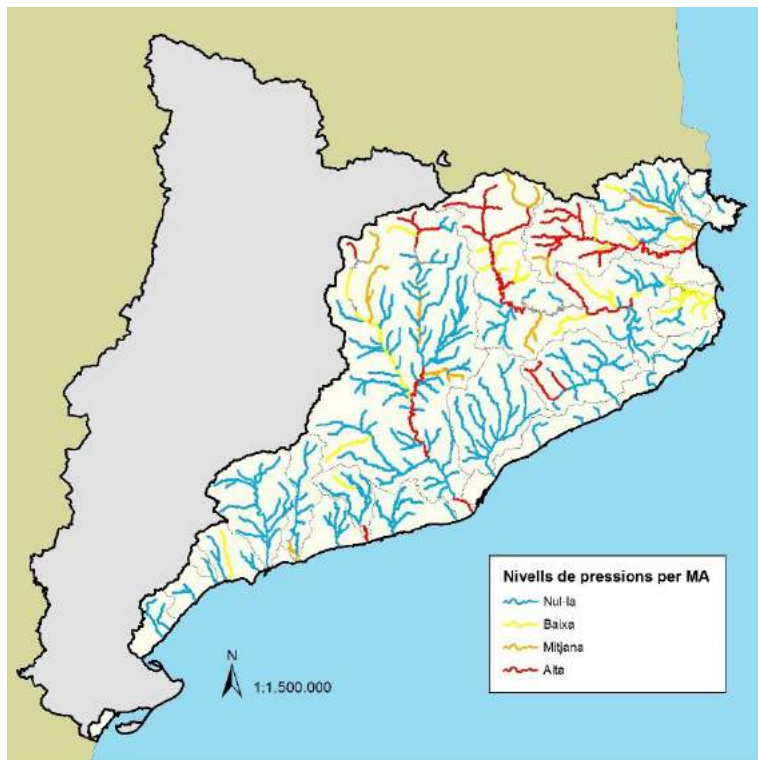 Nivells de pressions per MA
Nul·la
Baixa
Mitjana
Alta
N
1:1.500.000